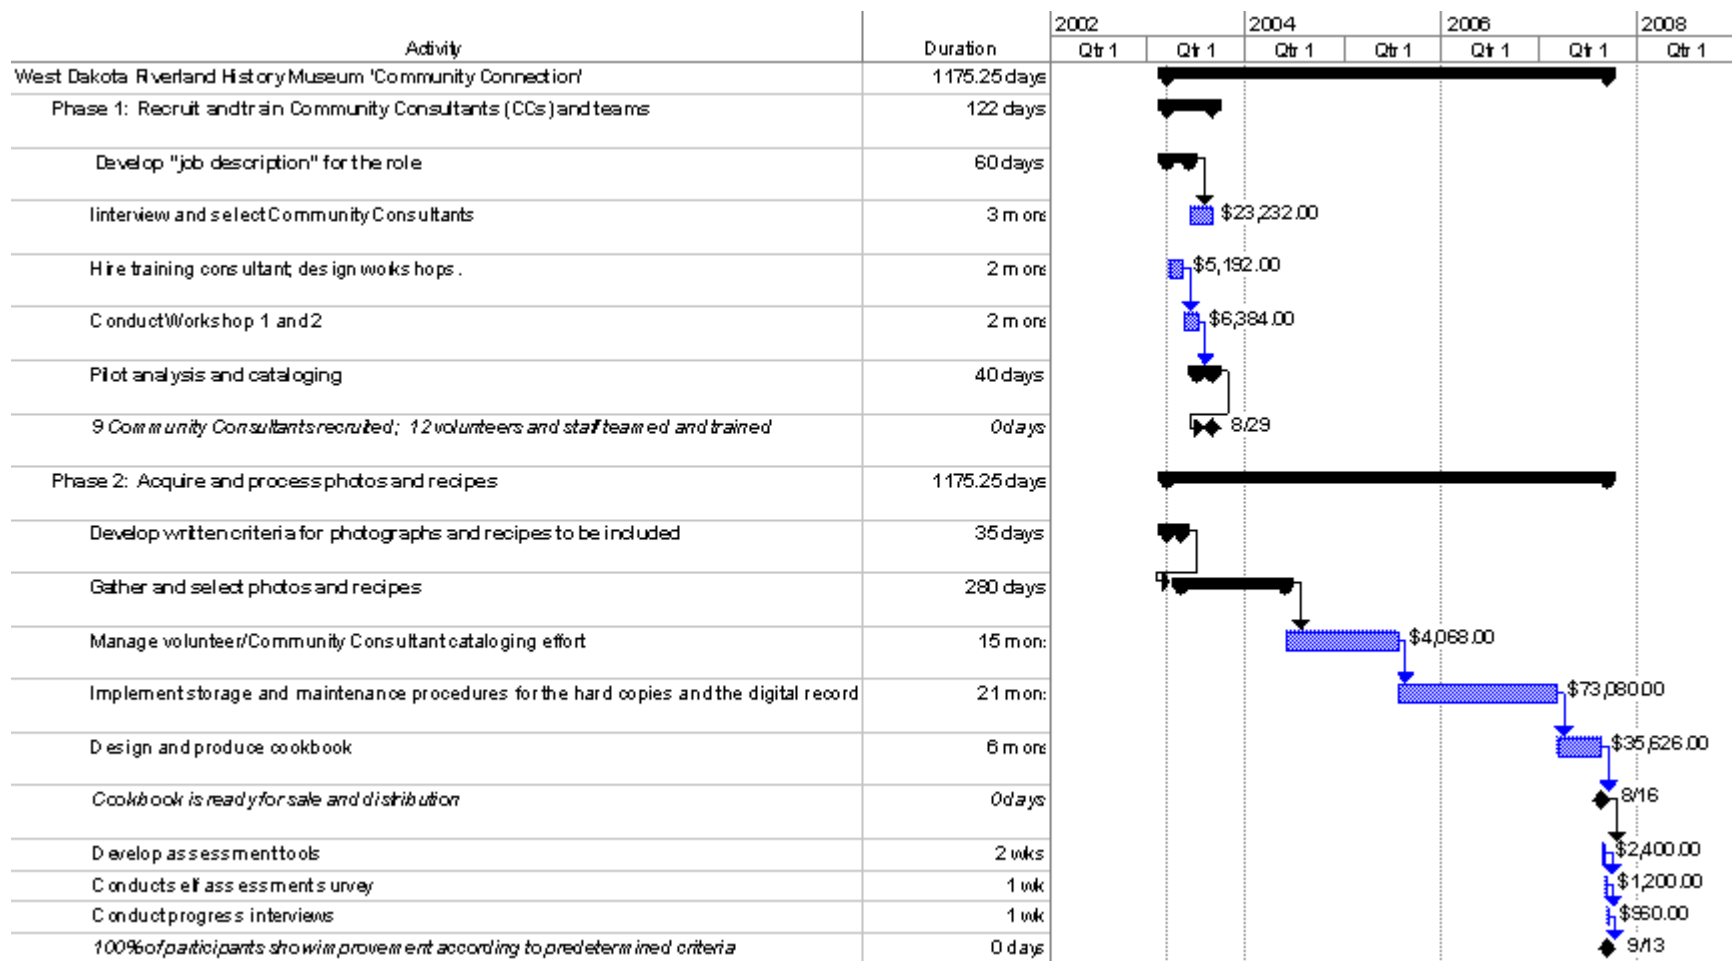 2002 2004 2006 2008
Activity Duration Qtr 1 Qtr 1 Qtr 1 Qtr 1 Qtr 1 Qtr 1 Qtr 1
West Dakota Riverland History Museum 'Community Connection' 1175.25 days
Phase 1: Recruit and train Community Consultants (CCs) and teams 122 days
Develop "job description" for the role 60 days
Iinterview and select Community Consultants 3 mons $23,232.00
Hire training consultant; design workshops. 2 mons $5,192.00
Conduct Workshop 1 and 2 2 mons $6,384.00
Pilot analysis and cataloging 40 days
9 Community Consultants recruited; 12 volunteers and staff teamed and trained 0 days 8/29
Phase 2: Acquire and process photos and recipes 1175.25 days
Develop written criteria for photographs and recipes to be included 35 days
Gather and select photos and recipes 280 days
Manage volunteer/Community Consultant cataloging effort 15 mon: $4,068.00
Implement storage and maintenance procedures for the hard copies and the digital record 21 mon: $73,080.00
Design and produce cookbook 6 mons $35,626.00
Cookbook is ready for sale and distribution 0 days 8/16
Develop assessment tools 2 wks $2,400.00
Conduct self assessment survey 1 wk $1,200.00
Conduct progress interviews 1 wk $960.00
100% of participants show improvement according to predetermined criteria 0 days 9/13